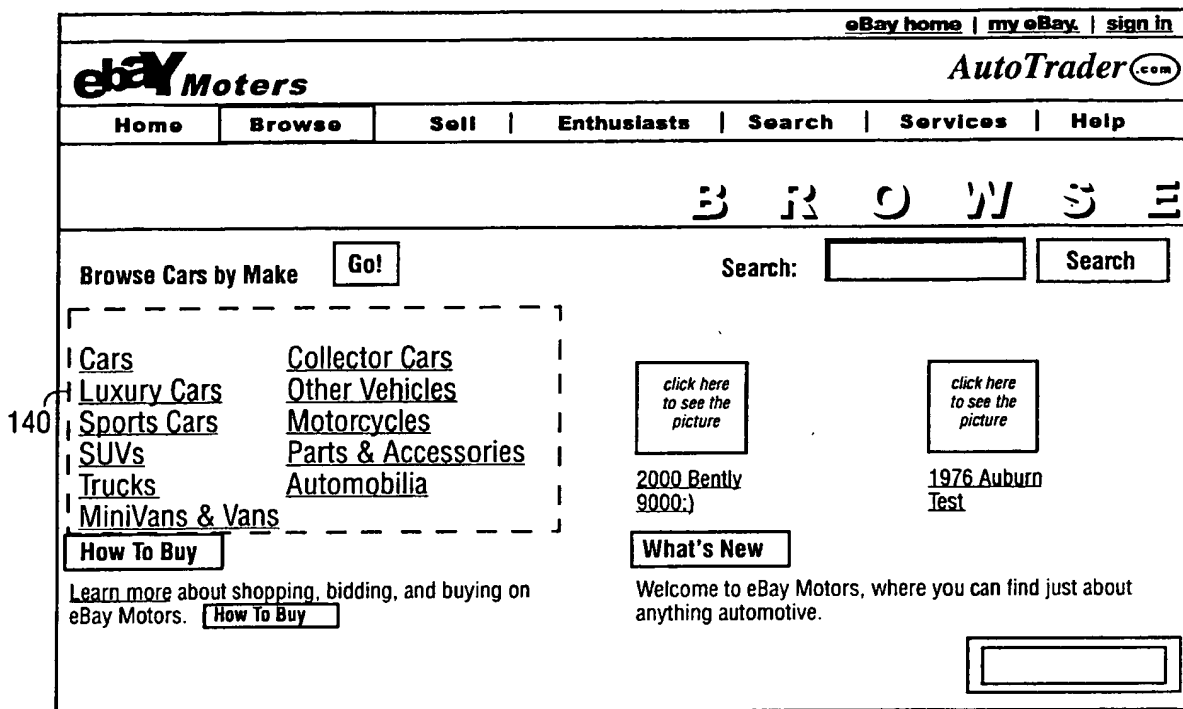 eBay home | my eBay. | sign in
ebaY Moters
AutoTrader .com
Home Browse Sell | Enthusiasts | Search | Services | Help
BROWSE
Browse Cars by Make Go! Search: Search
Cars Collector Cars
Luxury Cars Other Vehicles
140
Sports Cars Motorcycles
SUVs Parts & Accessories
Trucks Automobilia
MiniVans & Vans
click here
to see the
picture
2000 Bently
9000:)
click here
to see the
picture
1976 Auburn
Test
How To Buy
Learn more about shopping, bidding, and buying on
eBay Motors. How To Buy
What's New
Welcome to eBay Motors, where you can find just about
anything automotive.